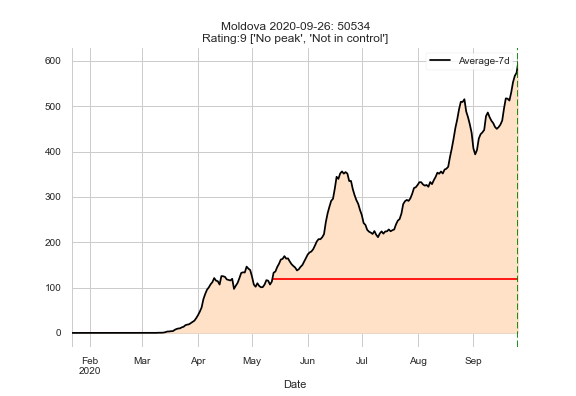 Moldova 2020-09-26: 50534
Rating:9 ['No peak', 'Not in control']
Average-7d
600
500
400
300
200
100
0
Feb Mar Apr May Jun Jul Aug Sep
2020
Date